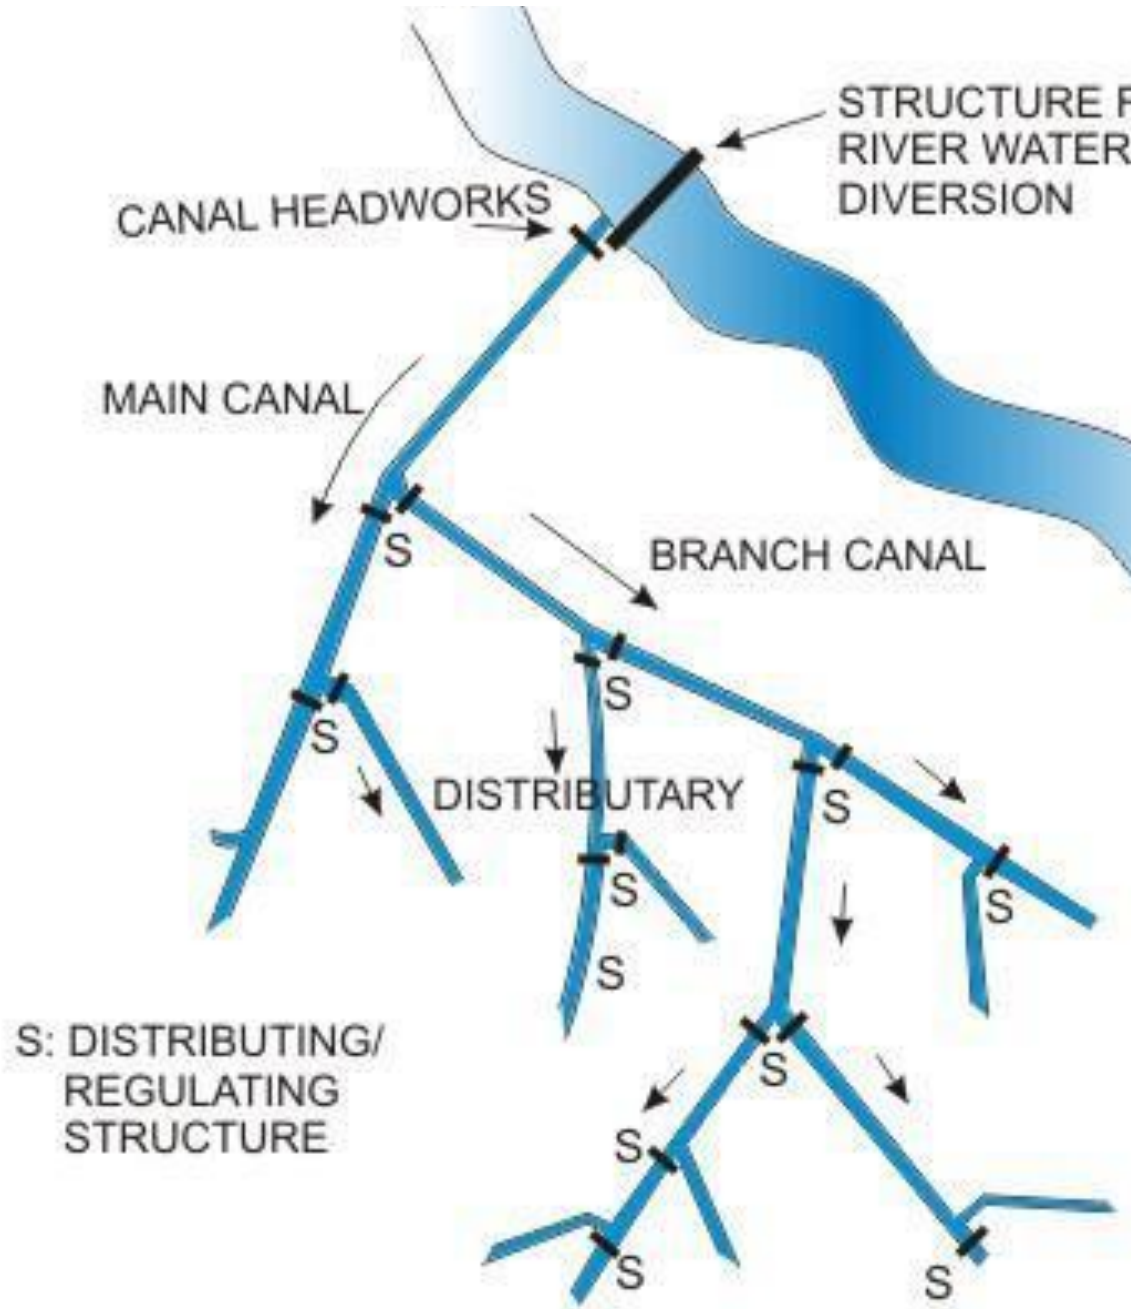 STRUCTURE F
RIVER WATER
DIVERSION
CANAL HEADWORKS
MAIN CANAL
S
BRANCH CANAL
S
S
DISTRIBUTARY
S
S
S
S
S: DISTRIBUTING/
REGULATING
STRUCTURE
S
S
S
S